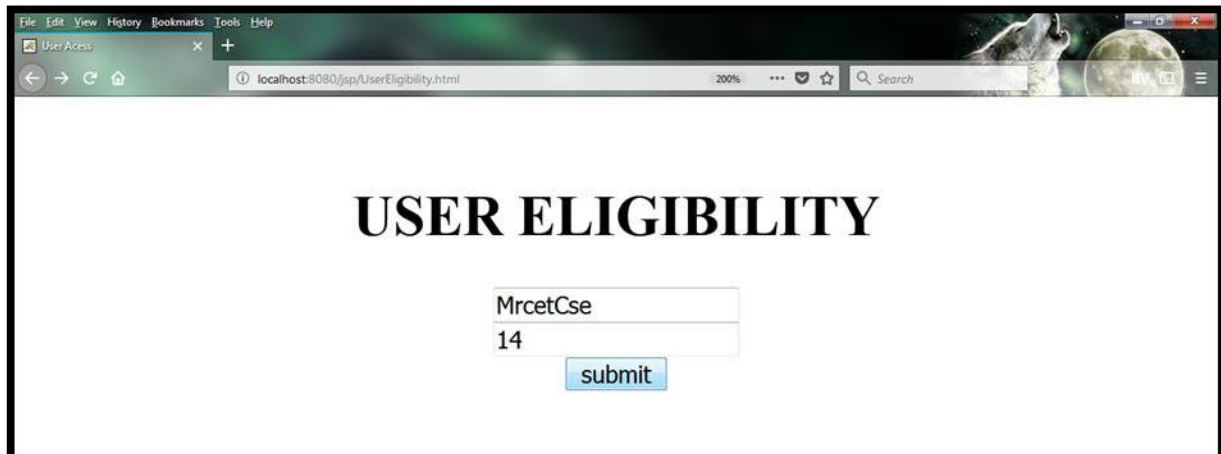 File Edit View History Bookmarks Tools Help
User Acess
localhost:8080/jsp/UserEligibility.html 200% Search
USER ELIGIBILITY
MrcetCse
14
submit